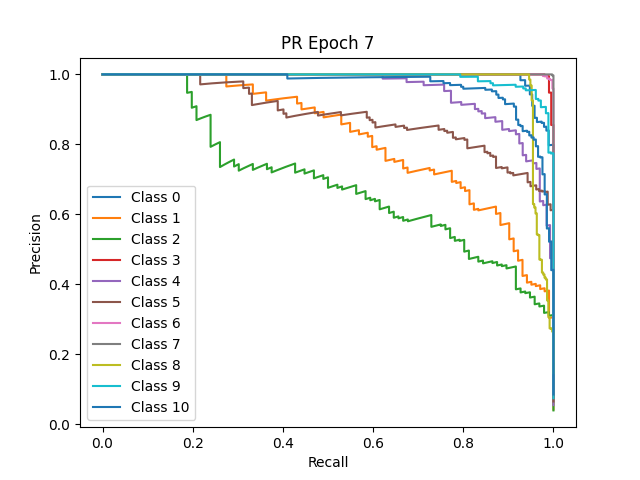 PR Epoch 7
Precision
1.0
0.8
0.6
0.4
0.2
0.0
Class 0
Class 1
Class 2
Class 3
Class 4
Class 5
Class 6
Class 7
Class 8
Class 9
Class 10
0.0 0.2 0.4 0.6 0.8 1.0
Recall